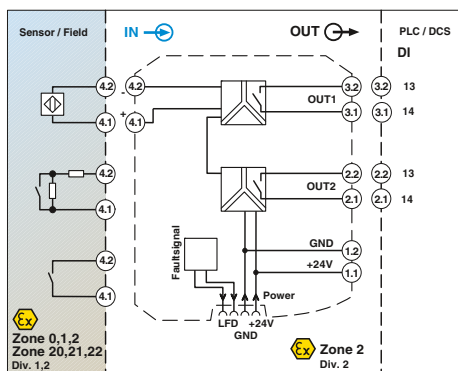 Sensor / Field
IN
OUT
PLC / DCS
DI
4.2
4.2
-
3.2
3.2
13
OUT1
4.1
+
4.1
3.1
3.1
14
4.2
2.2
2.2
13
OUT2
4.1
2.1
2.1
14
Faultsignal
GND
1.2
4.2
+24V
1.1
4.1
Power
LFD
+24V
GND
Ex
Zone 0,1,2
Zone 20,21,22
Div. 1,2
Ex
Zone 2
Div. 2